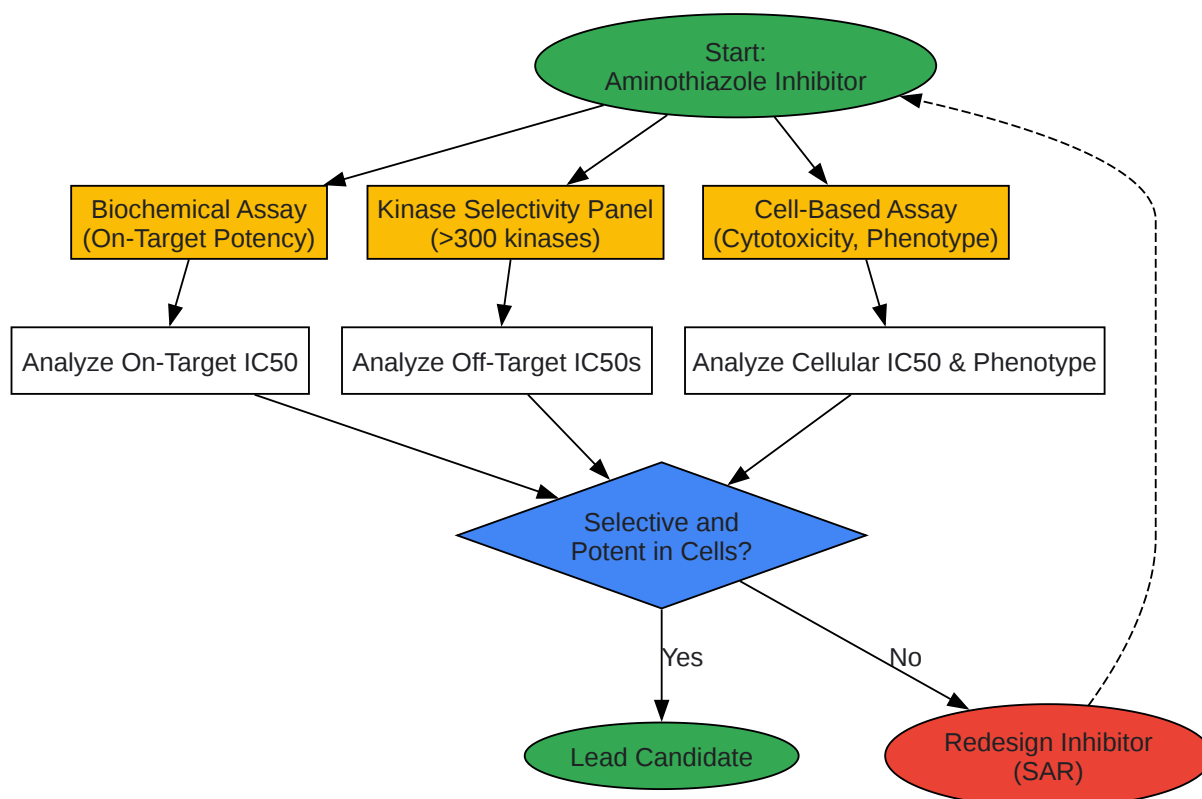 Start:
Aminothiazole Inhibitor
Biochemical Assay
(On-Target Potency)
Kinase Selectivity Panel
(>300 kinases)
Cell-Based Assay
(Cytotoxicity, Phenotype)
Analyze On-Target IC50
Analyze Off-Target IC50s
Analyze Cellular IC50 & Phenotype
Selective and
Potent in Cells?
Yes
No
Lead Candidate
Redesign Inhibitor
(SAR)